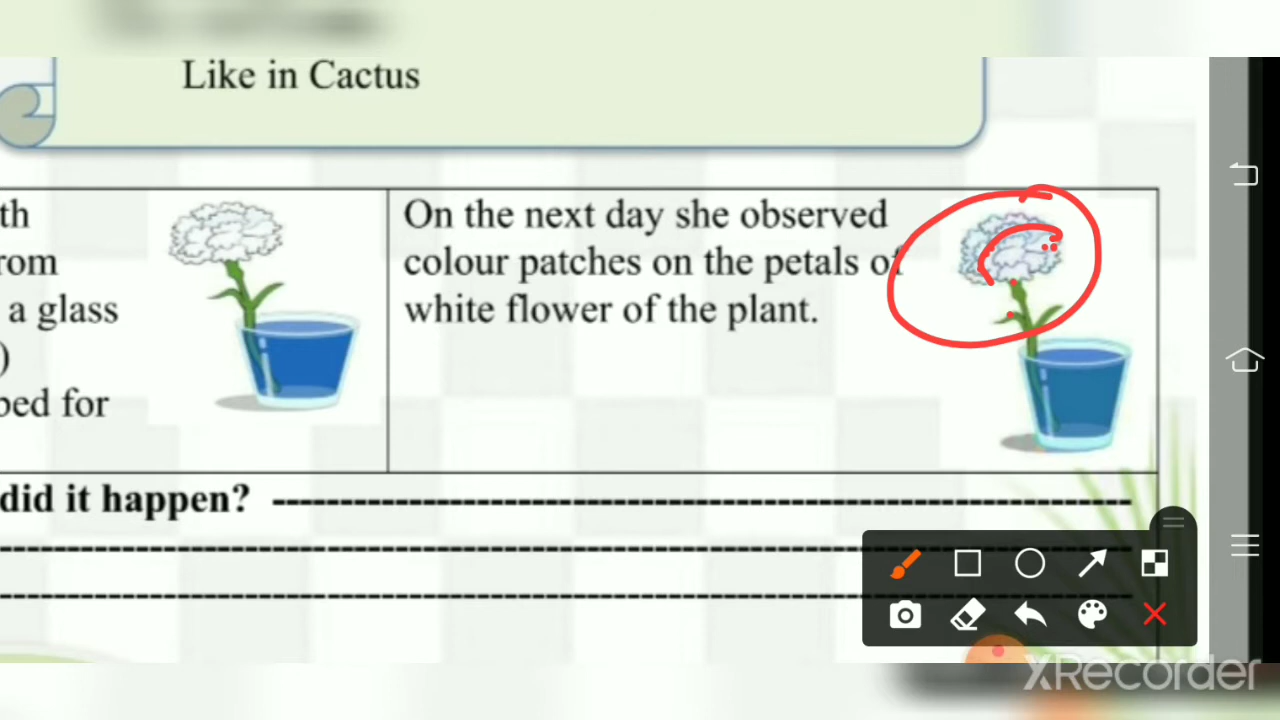 Like in Cactus
th
rom
a glass
)
ped for
On the next day she observed
colour patches on the petals of
white flower of the plant.
did it happen?
XRecorder